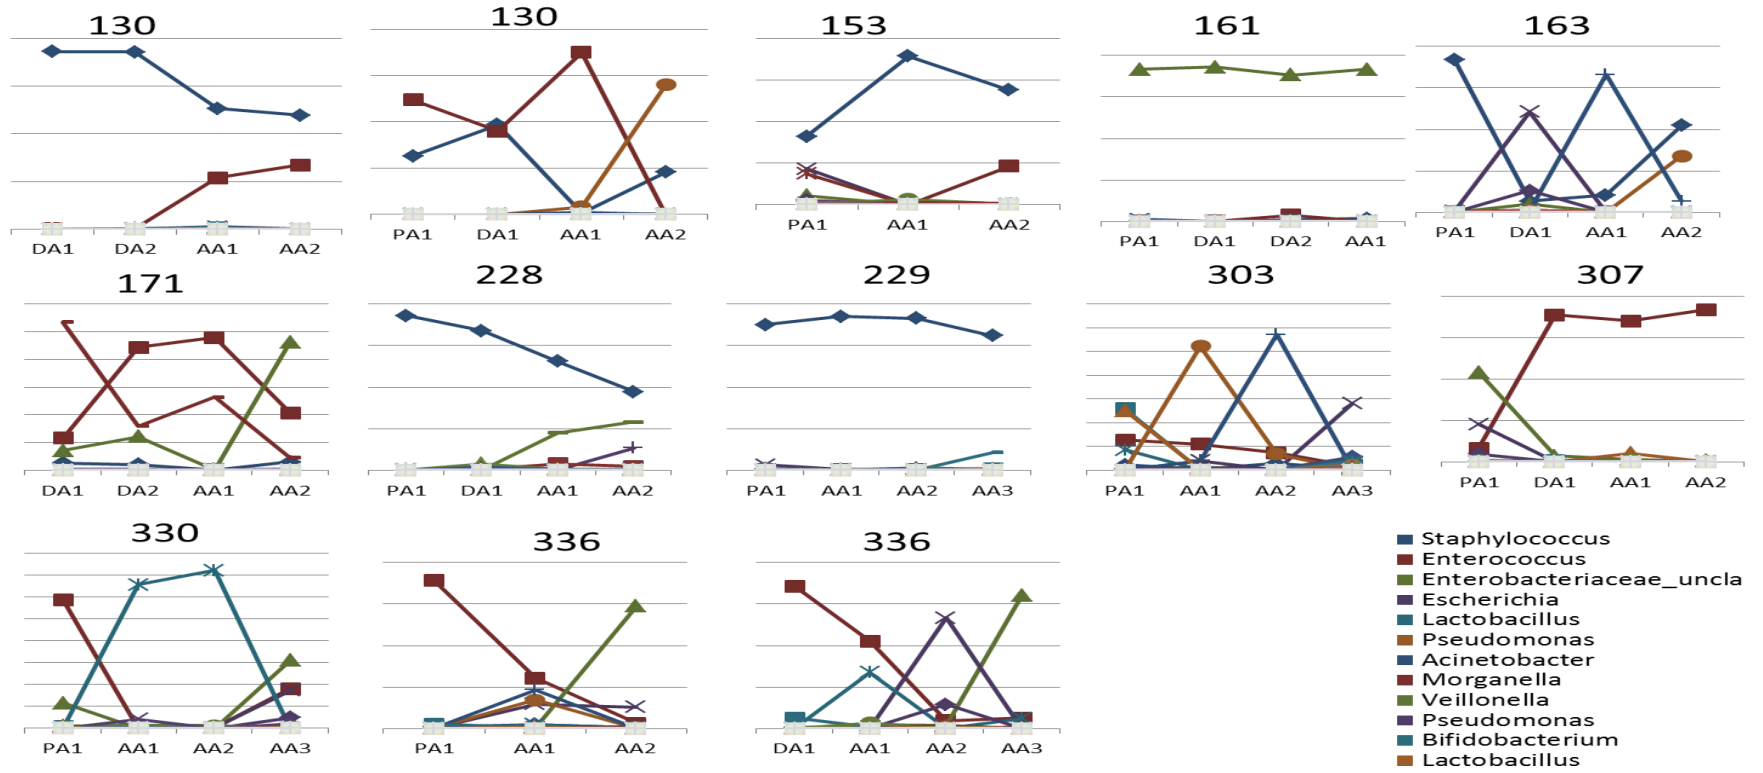 130
130
153
161
163
DA1 DA2 AA1 AA2
PA1 DA1 AA1 AA2
PA1 AA1 AA2
PA1 DA1 DA2 AA1
PA1 DA1 AA1 AA2
171
228
229
303
307
DA1 DA2 AA1 AA2
PA1 DA1 AA1 AA2
PA1 AA1 AA2 AA3
PA1 AA1 AA2 AA3
PA1 DA1 AA1 AA2
330
336
336
PA1 AA1 AA2 AA3
PA1 AA1 AA2
DA1 AA1 AA2 AA3
Staphylococcus
Enterococcus
Enterobacteriaceae_uncla
Escherichia
Lactobacillus
Pseudomonas
Acinetobacter
Morganella
Veillonella
Pseudomonas
Bifidobacterium
Lactobacillus